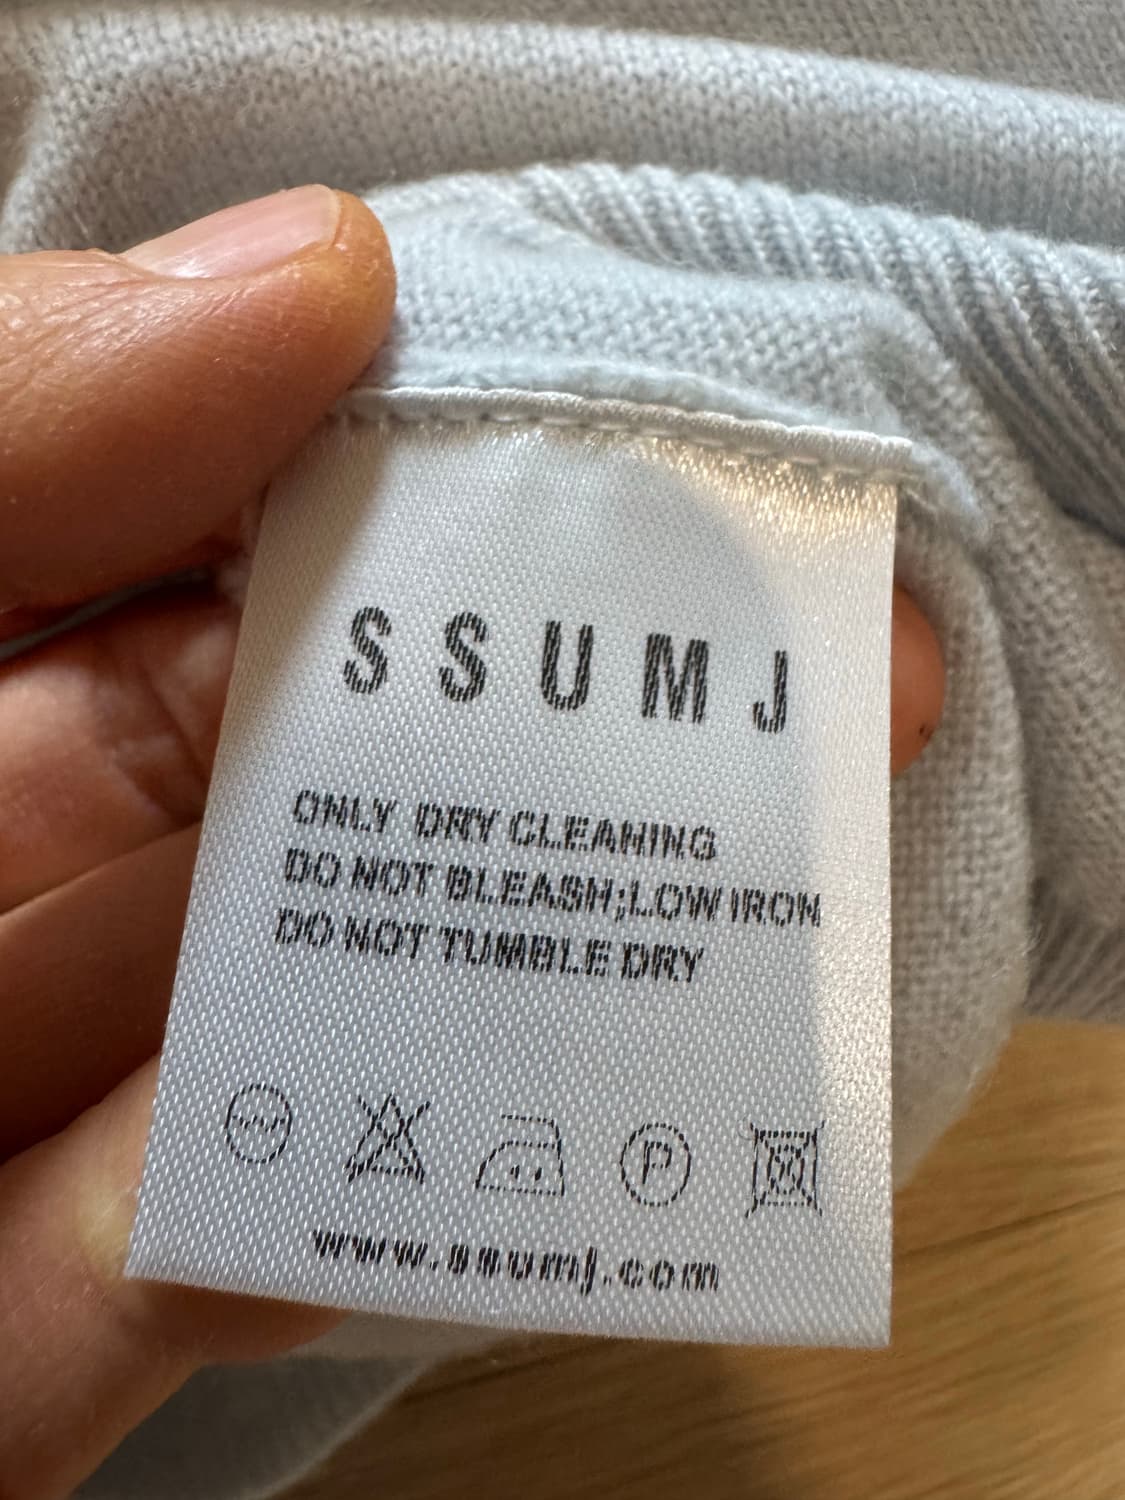 SSUMJ
ONLY DRY CLEANING
DO NOT BLEASH;LOW IRON
DO NOT TUMBLE DRY
P
www.ssumj.com